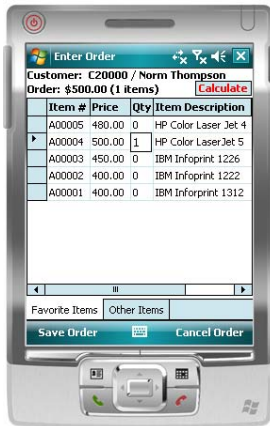 Enter Order
Customer: C20000 / Norm Thompson
Order: $500.00 (1 items) Calculate
Item # Price Qty Item Description
A00005 480.00 0 HP Color Laser Jet 4
A00004 500.00 1 HP Color LaserJet 5
A00003 450.00 0 IBM Infoprint 1226
A00002 400.00 0 IBM Infoprint 1222
A00001 400.00 0 IBM Inforprint 1312
Favorite Items Other Items
Save Order Cancel Order